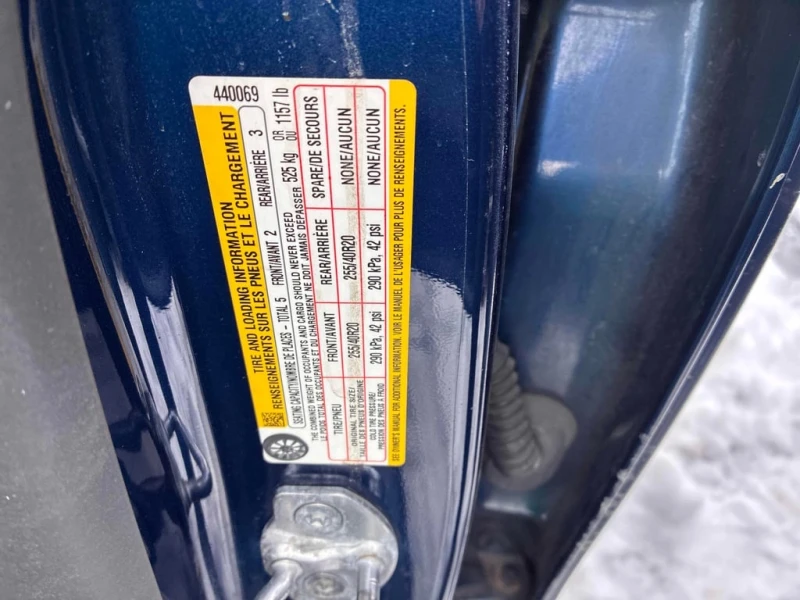 440069
TIRE AND LOADING INFORMATION
RENSEIGNEMENTS SUR LES PNEUS ET LE CHARGEMENT
SEATING CAPACITY/NOMBRE DE PLACES – TOTAL 5 FRONT/AVANT 2 REAR/ARRIÈRE 3
THE COMBINED WEIGHT OF OCCUPANTS AND CARGO SHOULD NEVER EXCEED 525 kg OR 1157 lb
LE POIDS TOTAL DES OCCUPANTS ET DU CHARGEMENT NE DOIT JAMAIS DÉPASSER OU
TIRE/PNEU FRONT/AVANT REAR/ARRIÈRE SPARE/DE SECOURS
ORIGINAL TIRE SIZE/ 255/40R20 255/40R20 NONE/AUCUN
TAILLE DES PNEUS D'ORIGINE
COLD TIRE PRESSURE/ 290 kPa, 42 psi 290 kPa, 42 psi NONE/AUCUN
PRESSION DES PNEUS À FROID
SEE OWNER'S MANUAL FOR ADDITIONAL INFORMATION. VOIR LE MANUEL DE L'USAGER POUR PLUS DE RENSEIGNEMENTS.